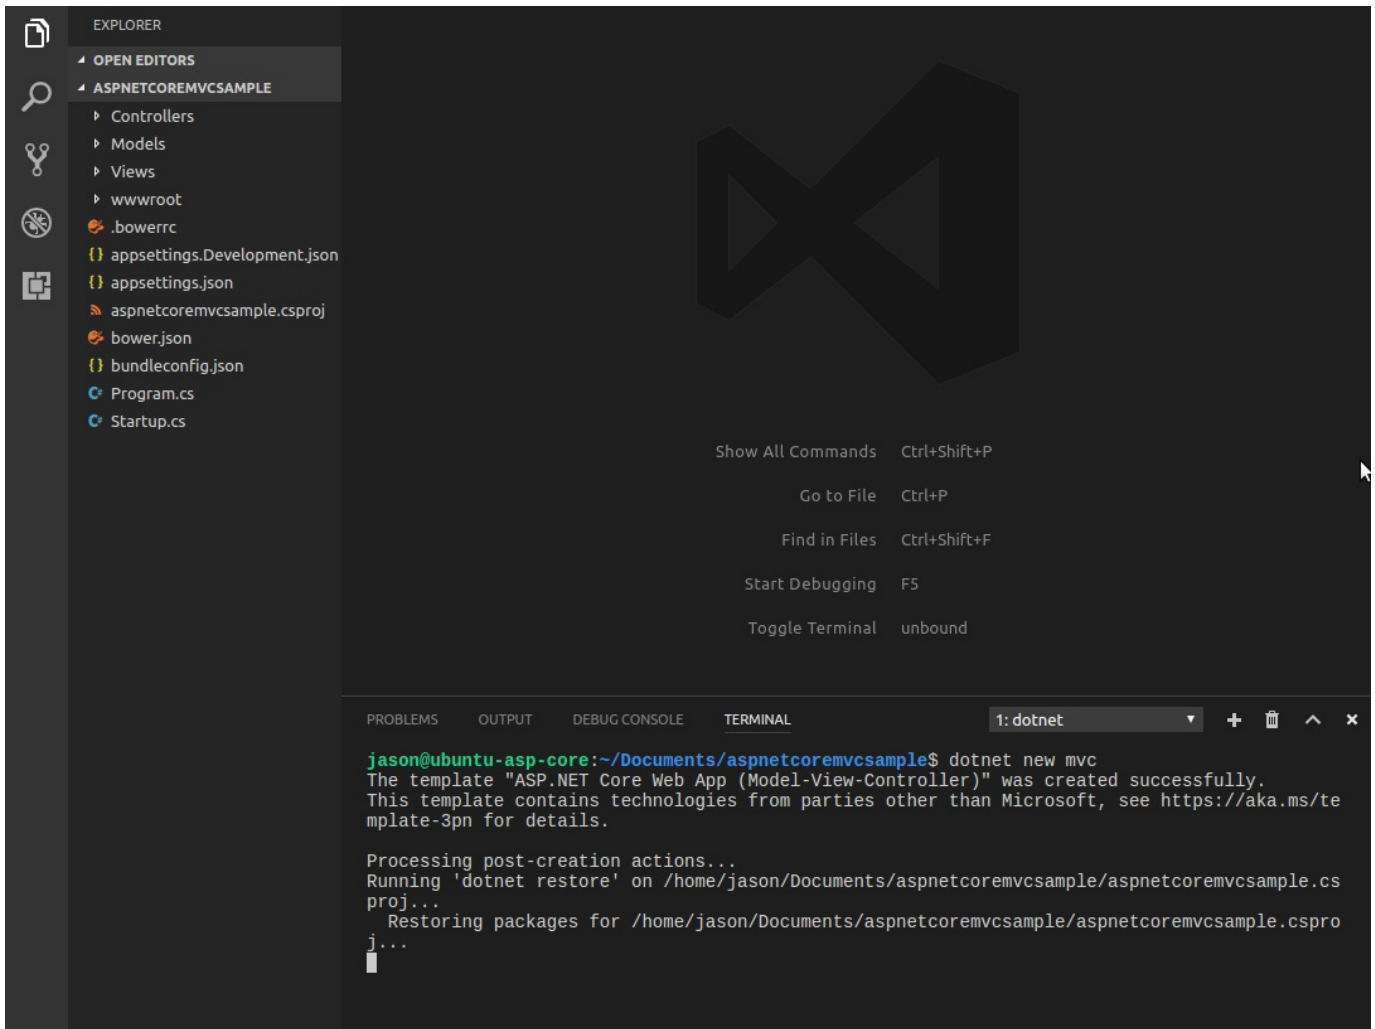 EXPLORER
OPEN EDITORS
ASPNETCOREMVCSAMPLE
Controllers
Models
Views
wwwroot
.bowerrc
{} appsettings.Development.json
{} appsettings.json
aspnetcoremvcsample.csproj
bower.json
{} bundleconfig.json
C# Program.cs
C# Startup.cs
Show All Commands Ctrl+Shift+P
Go to File Ctrl+P
Find in Files Ctrl+Shift+F
Start Debugging F5
Toggle Terminal unbound
PROBLEMS OUTPUT DEBUG CONSOLE TERMINAL 1: dotnet
jason@ubuntu-asp-core:~/Documents/aspnetcoremvcsample$ dotnet new mvc
The template "ASP.NET Core Web App (Model-View-Controller)" was created successfully.
This template contains technologies from parties other than Microsoft, see https://aka.ms/te
mplate-3pn for details.
Processing post-creation actions...
Running 'dotnet restore' on /home/jason/Documents/aspnetcoremvcsample/aspnetcoremvcsample.cs
proj...
Restoring packages for /home/jason/Documents/aspnetcoremvcsample/aspnetcoremvcsample.cspro
j...